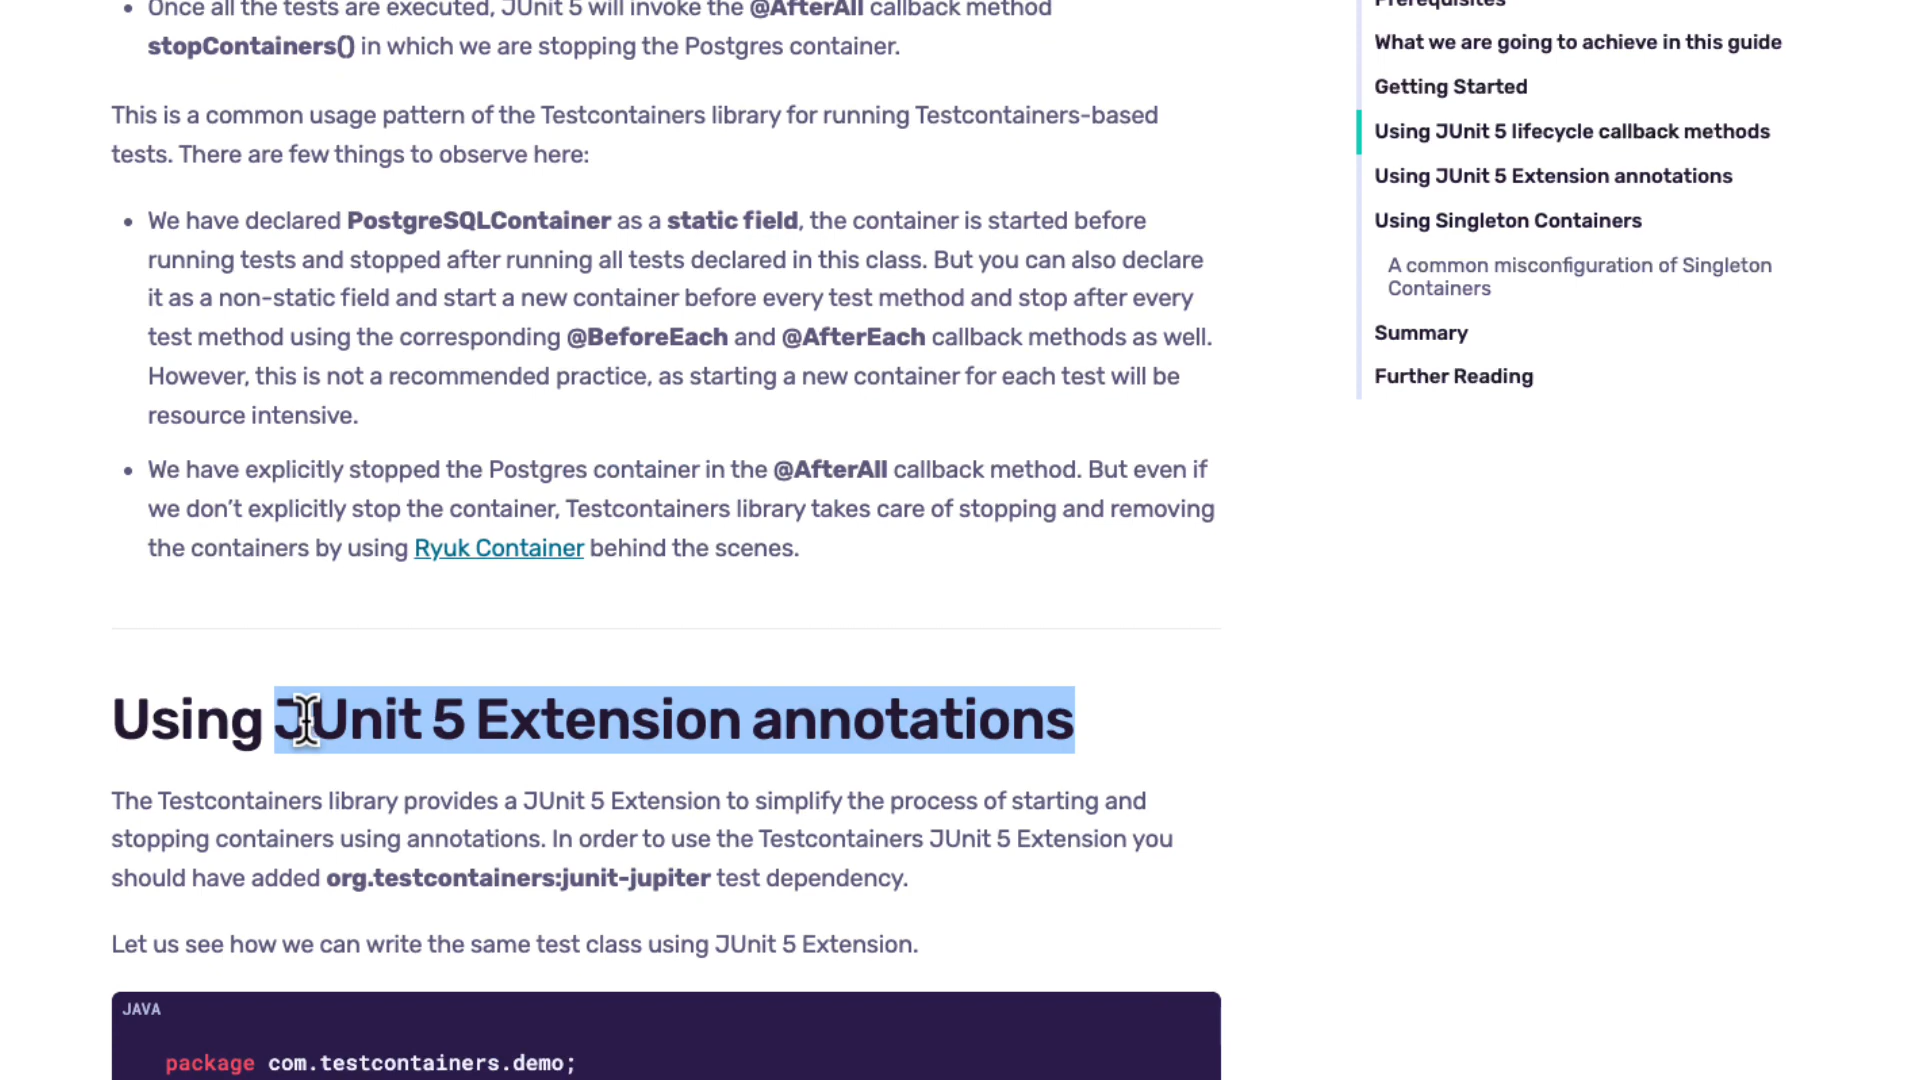 Once all the tests are executed, JUnit 5 will invoke the @AfterAll callback method
stopContainers() in which we are stopping the Postgres container.
This is a common usage pattern of the Testcontainers library for running Testcontainers-based
tests. There are few things to observe here:
We have declared PostgreSQLContainer as a static field, the container is started before
running tests and stopped after running all tests declared in this class. But you can also declare
it as a non-static field and start a new container before every test method and stop after every
test method using the corresponding @BeforeEach and @AfterEach callback methods as well.
However, this is not a recommended practice, as starting a new container for each test will be
resource intensive.
We have explicitly stopped the Postgres container in the @AfterAll callback method. But even if
we don’t explicitly stop the container, Testcontainers library takes care of stopping and removing
the containers by using Ryuk Container behind the scenes.
Using JUnit 5 Extension annotations
The Testcontainers library provides a JUnit 5 Extension to simplify the process of starting and
stopping containers using annotations. In order to use the Testcontainers JUnit 5 Extension you
should have added org.testcontainers:junit-jupiter test dependency.
Let us see how we can write the same test class using JUnit 5 Extension.
JAVA
package com.testcontainers.demo;
Prerequisites
What we are going to achieve in this guide
Getting Started
Using JUnit 5 lifecycle callback methods
Using JUnit 5 Extension annotations
Using Singleton Containers
A common misconfiguration of Singleton
Containers
Summary
Further Reading